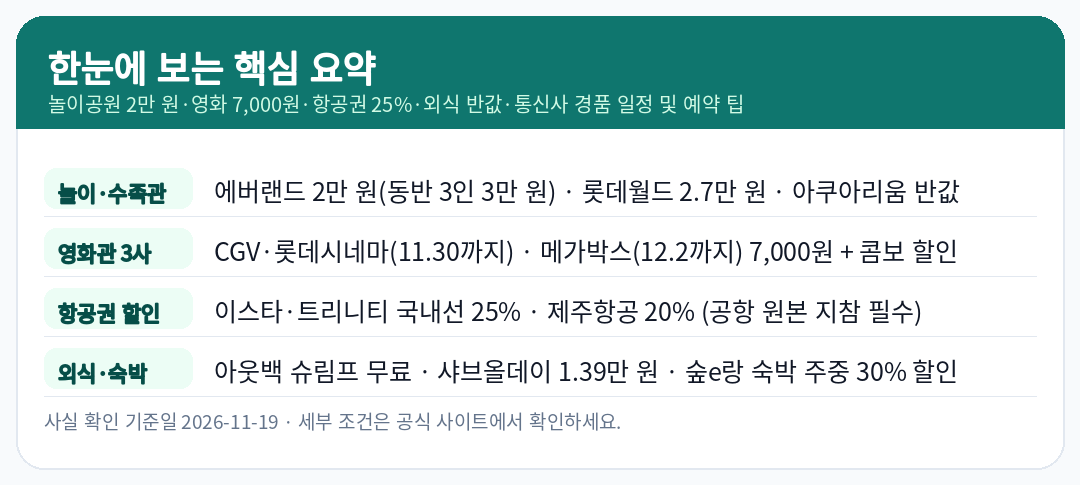 한눈에 보는 핵심 요약
놀이공원 2만 원·영화 7,000원·항공권 25%·외식 반값·통신사 경품 일정 및 예약 팁
놀이·수족관 에버랜드 2만 원(동반 3인 3만 원) · 롯데월드 2.7만 원 · 아쿠아리움 반값
영화관 3사 CGV·롯데시네마(11.30까지) · 메가박스(12.2까지) 7,000원 + 콤보 할인
항공권 할인 이스타·트리니티 국내선 25% · 제주항공 20% (공항 원본 지참 필수)
외식·숙박 아웃백 슈림프 무료 · 샤브올데이 1.39만 원 · 숲e랑 숙박 주중 30% 할인
사실 확인 기준일 2026-11-19 · 세부 조건은 공식 사이트에서 확인하세요.